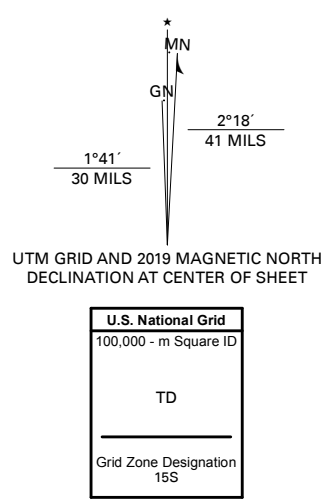 MN
GN
2°18´
41 MILS
1°41´
30 MILS
UTM GRID AND 2019 MAGNETIC NORTH
DECLINATION AT CENTER OF SHEET
U.S. National Grid
100,000 - m Square ID
TD
Grid Zone Designation
15S